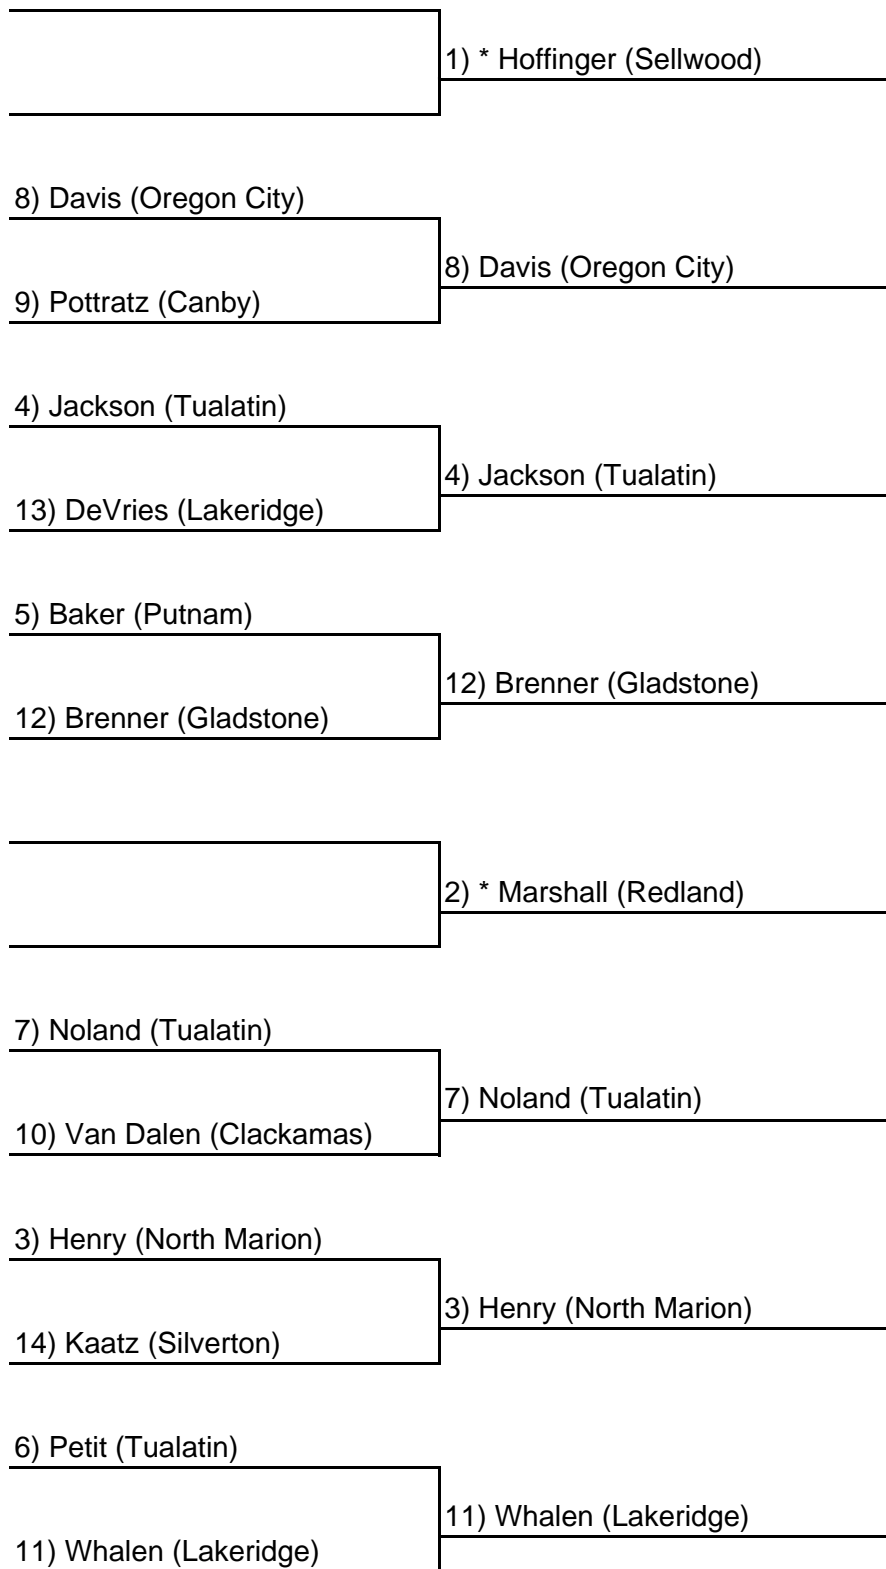 1) * Hoffinger (Sellwood)
8) Davis (Oregon City)
8) Davis (Oregon City)
9) Pottratz (Canby)
4) Jackson (Tualatin)
4) Jackson (Tualatin)
13) DeVries (Lakeridge)
5) Baker (Putnam)
12) Brenner (Gladstone)
12) Brenner (Gladstone)
2) * Marshall (Redland)
7) Noland (Tualatin)
7) Noland (Tualatin)
10) Van Dalen (Clackamas)
3) Henry (North Marion)
3) Henry (North Marion)
14) Kaatz (Silverton)
6) Petit (Tualatin)
11) Whalen (Lakeridge)
11) Whalen (Lakeridge)